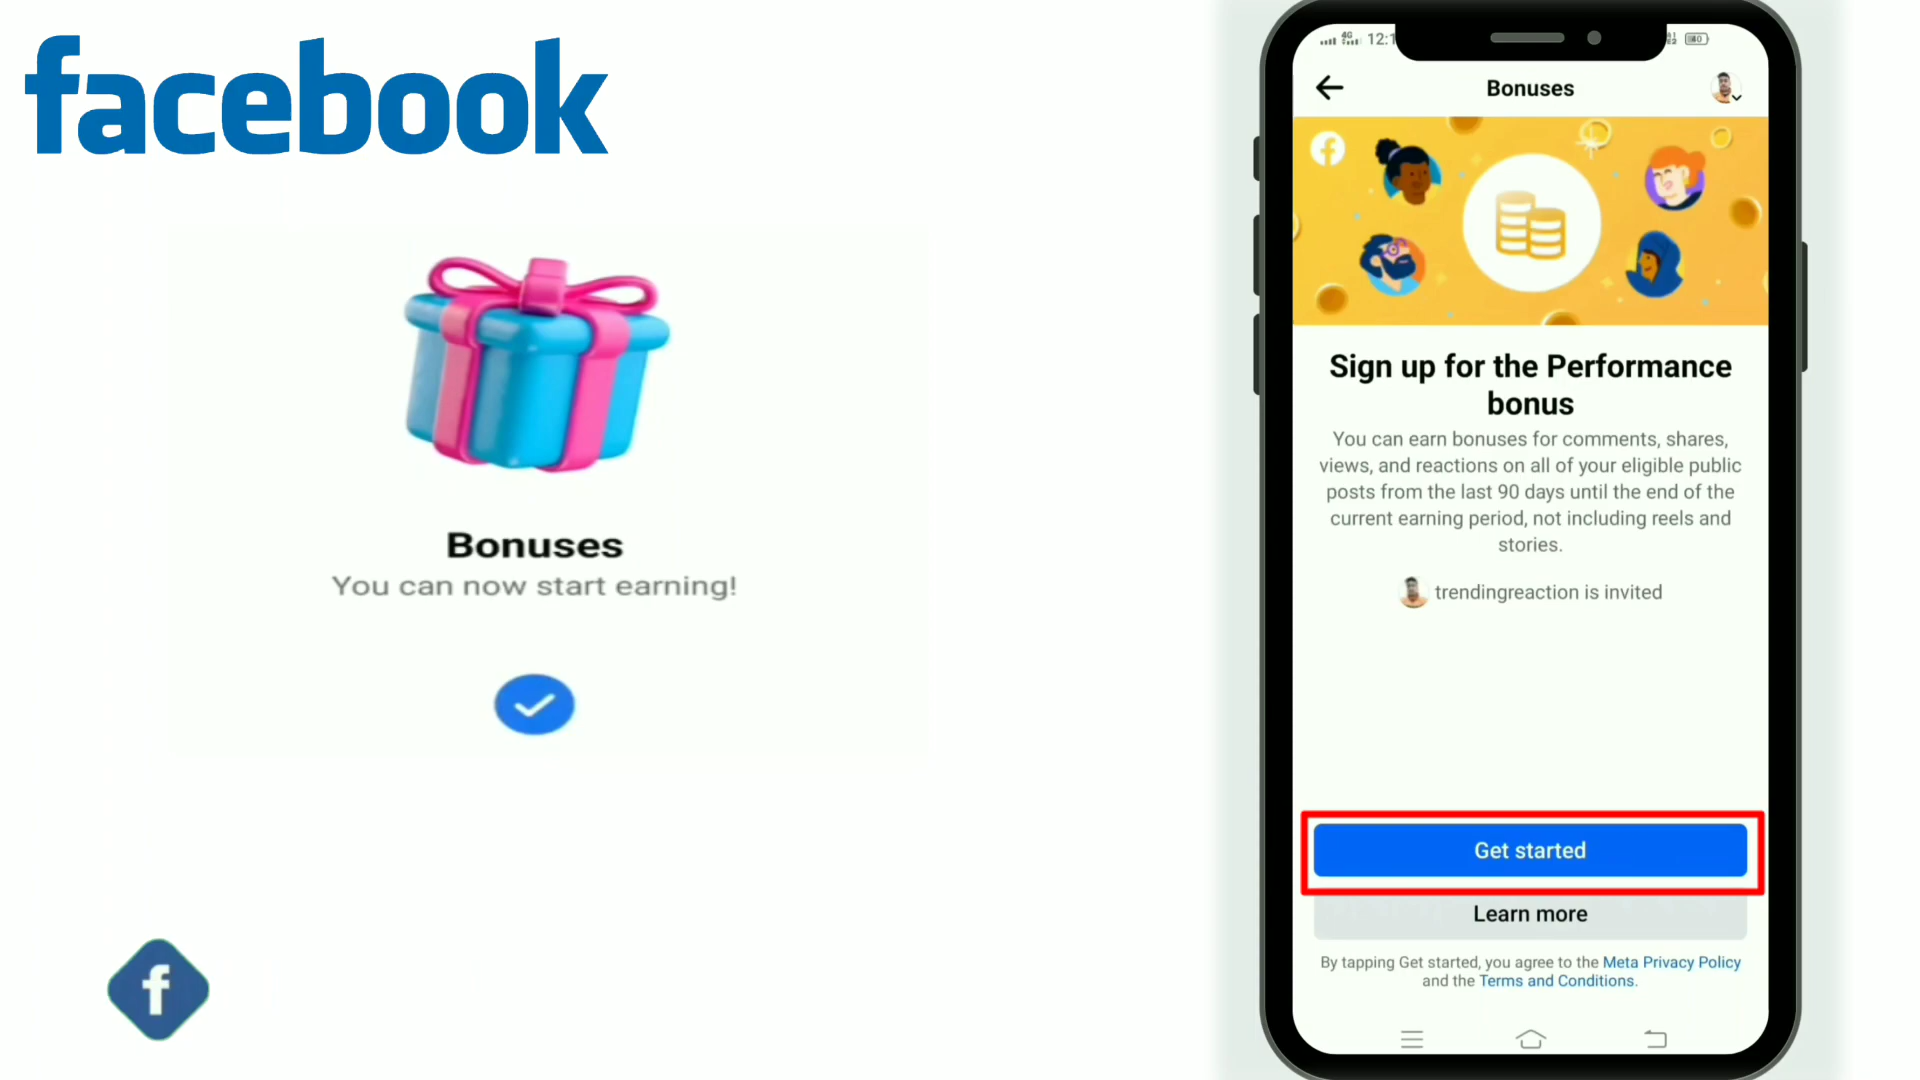 facebook
Bonuses
You can now start earning!
f
12:1
Bonuses
Sign up for the Performance
bonus
You can earn bonuses for comments, shares,
views, and reactions on all of your eligible public
posts from the last 90 days until the end of the
current earning period, not including reels and
stories.
trendingreaction is invited
Get started
Learn more
By tapping Get started, you agree to the Meta Privacy Policy
and the Terms and Conditions.